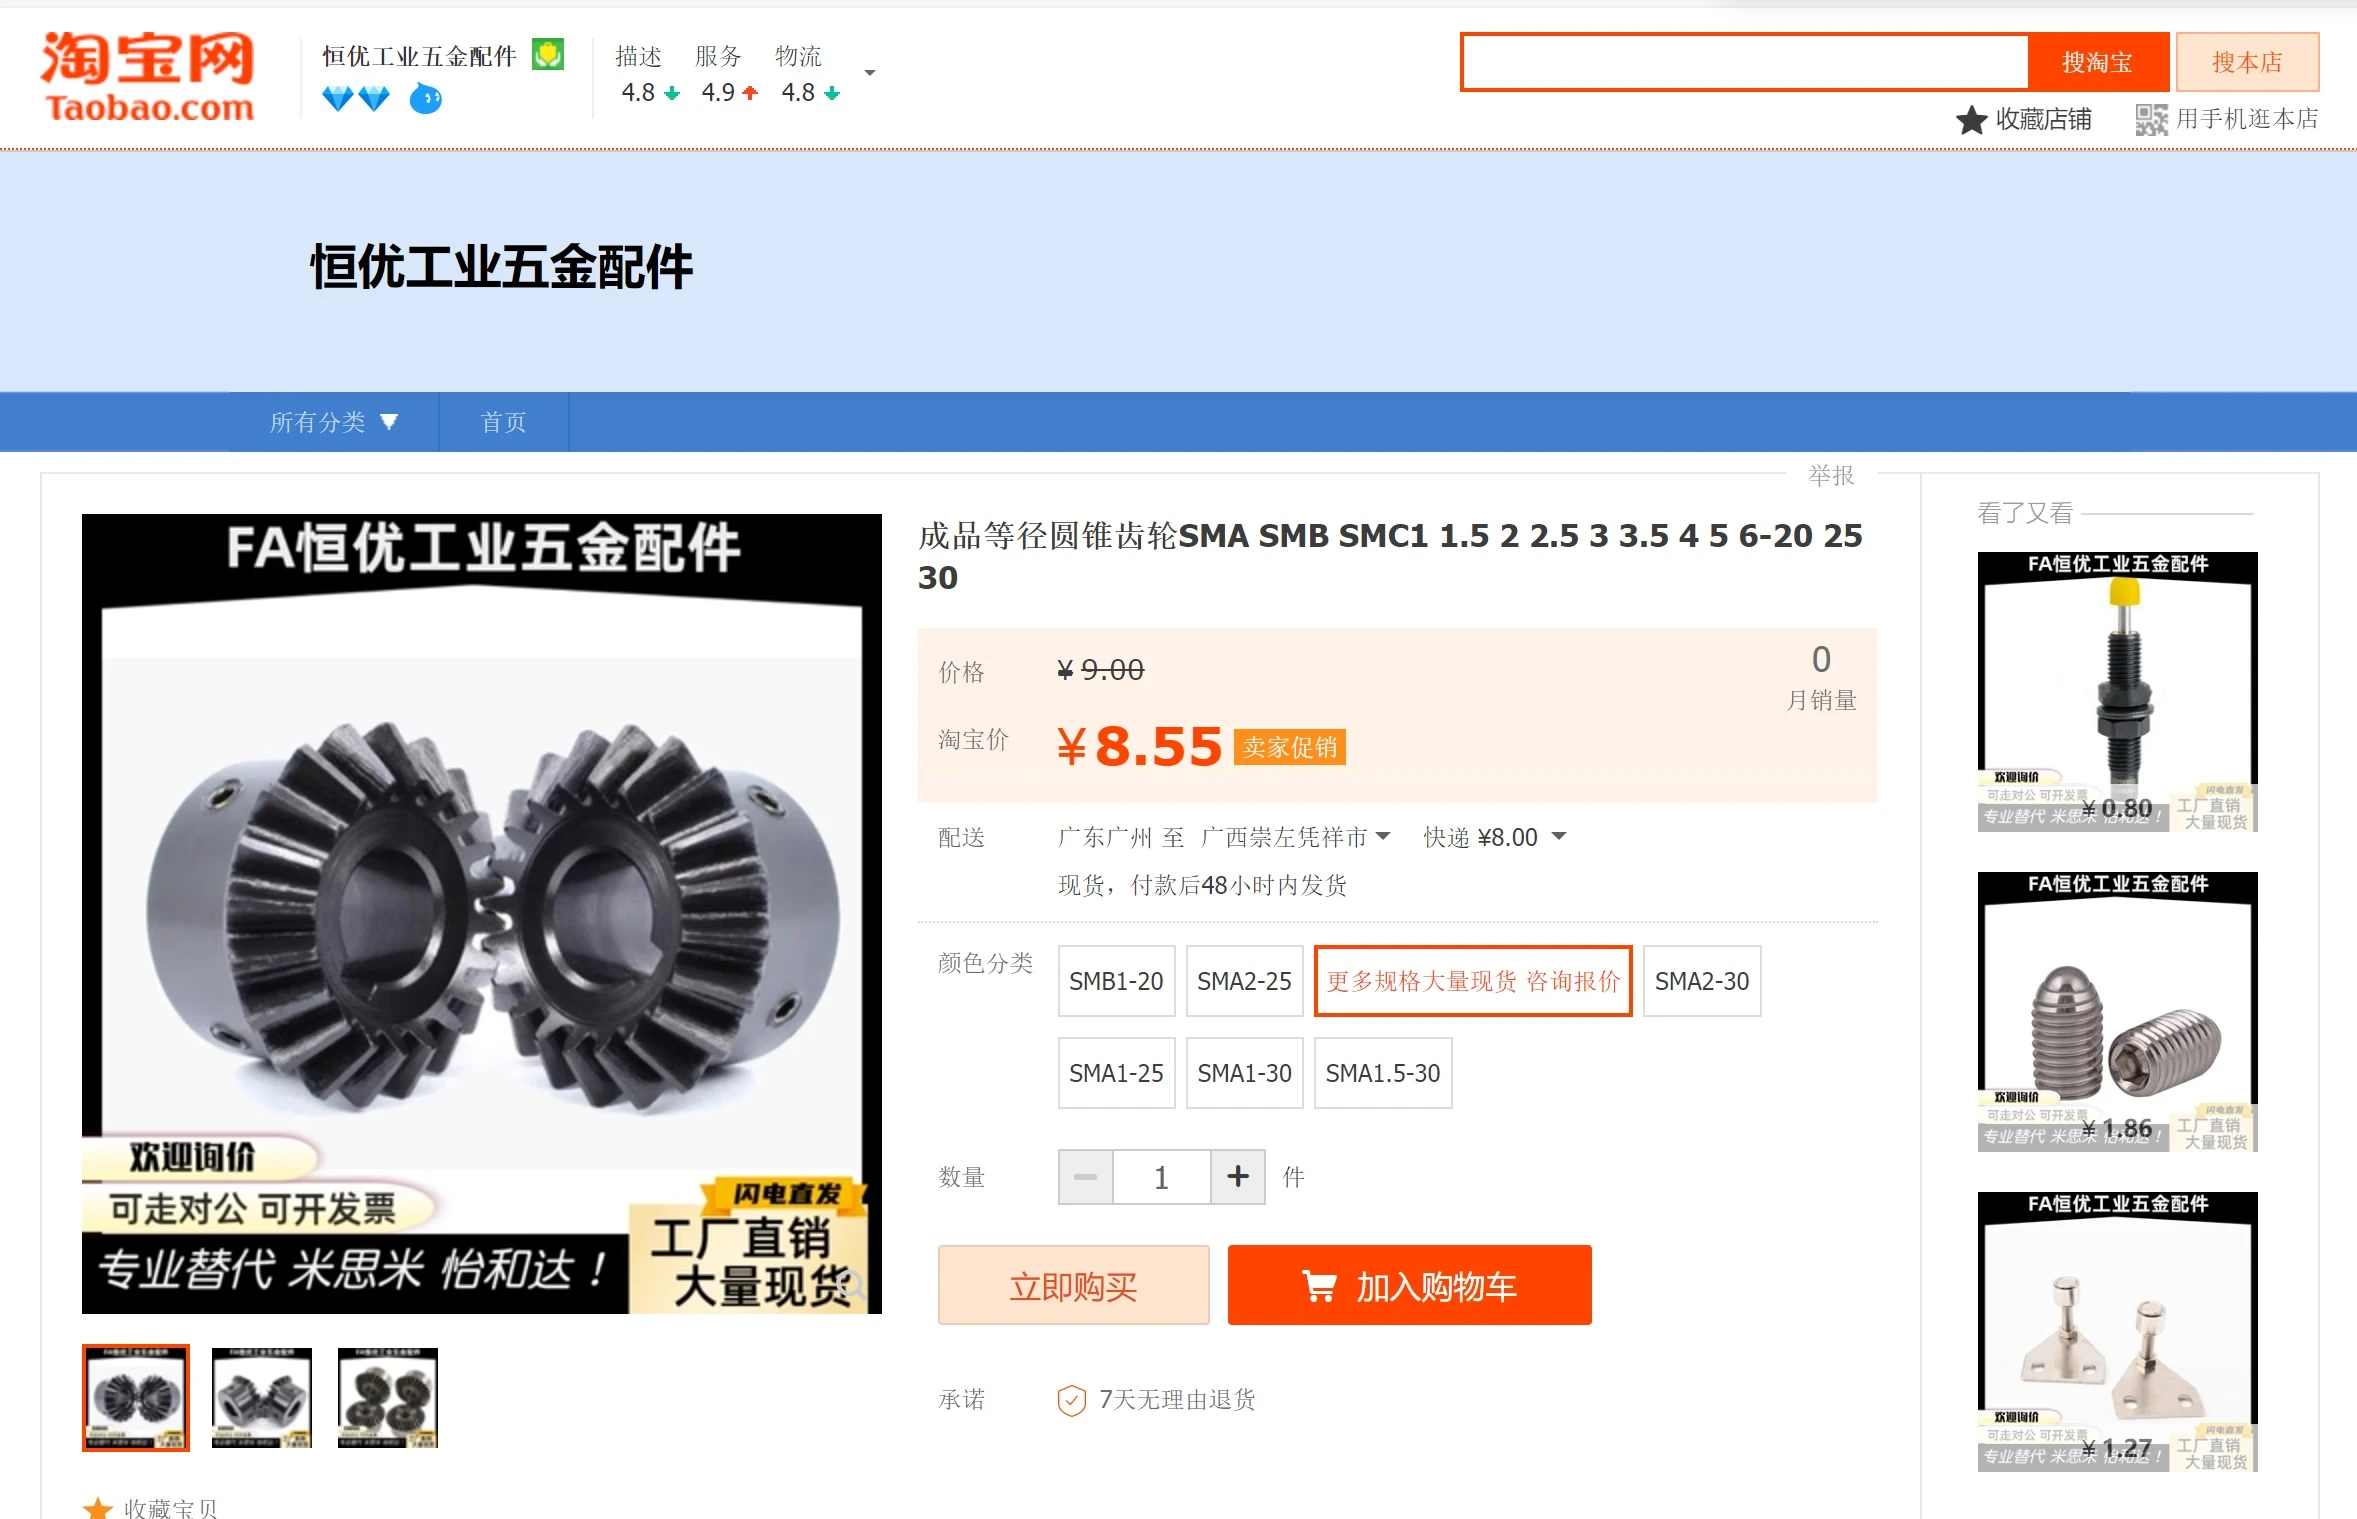 淘宝网
Taobao.com
恒优工业五金配件
描述 服务 物流
4.8 4.9 4.8
搜淘宝
搜本店
收藏店铺
用手机逛本店
恒优工业五金配件
所有分类
首页
举报
FA恒优工业五金配件
欢迎询价
可走对公 可开发票
专业替代 米思米 怡和达！
闪电直发
工厂直销
大量现货
收藏宝贝
成品等径圆锥齿轮SMA SMB SMC1 1.5 2 2.5 3 3.5 4 5 6-20 25
30
价格 ¥ 9.00
0
月销量
淘宝价 ¥8.55 卖家促销
配送 广东广州 至 广西崇左凭祥市 快递 ¥8.00
现货，付款后48小时内发货
颜色分类 SMB1-20 SMA2-25 更多规格大量现货 咨询报价 SMA2-30
SMA1-25 SMA1-30 SMA1.5-30
数量 1 件
立即购买
加入购物车
承诺 7天无理由退货
看了又看
FA恒优工业五金配件
欢迎询价
可走对公 可开发票
专业替代 米思米 怡和达！
闪电直发
工厂直销
大量现货
¥ 0.80
FA恒优工业五金配件
欢迎询价
可走对公 可开发票
专业替代 米思米 怡和达！
闪电直发
工厂直销
大量现货
¥ 1.86
FA恒优工业五金配件
欢迎询价
可走对公 可开发票
专业替代 米思米 怡和达！
闪电直发
工厂直销
大量现货
¥ 1.27